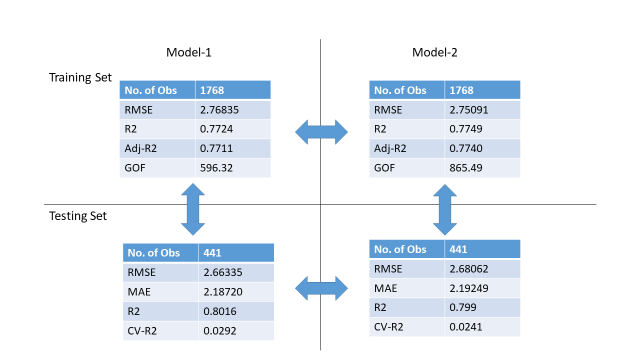 Model-1
Model-2
Training Set
No. of Obs 1768
RMSE 2.76835
R2 0.7724
Adj-R2 0.7711
GOF 596.32
No. of Obs 1768
RMSE 2.75091
R2 0.7749
Adj-R2 0.7740
GOF 865.49
Testing Set
No. of Obs 441
RMSE 2.66335
MAE 2.18720
R2 0.8016
CV-R2 0.0292
No. of Obs 441
RMSE 2.68062
MAE 2.19249
R2 0.799
CV-R2 0.0241